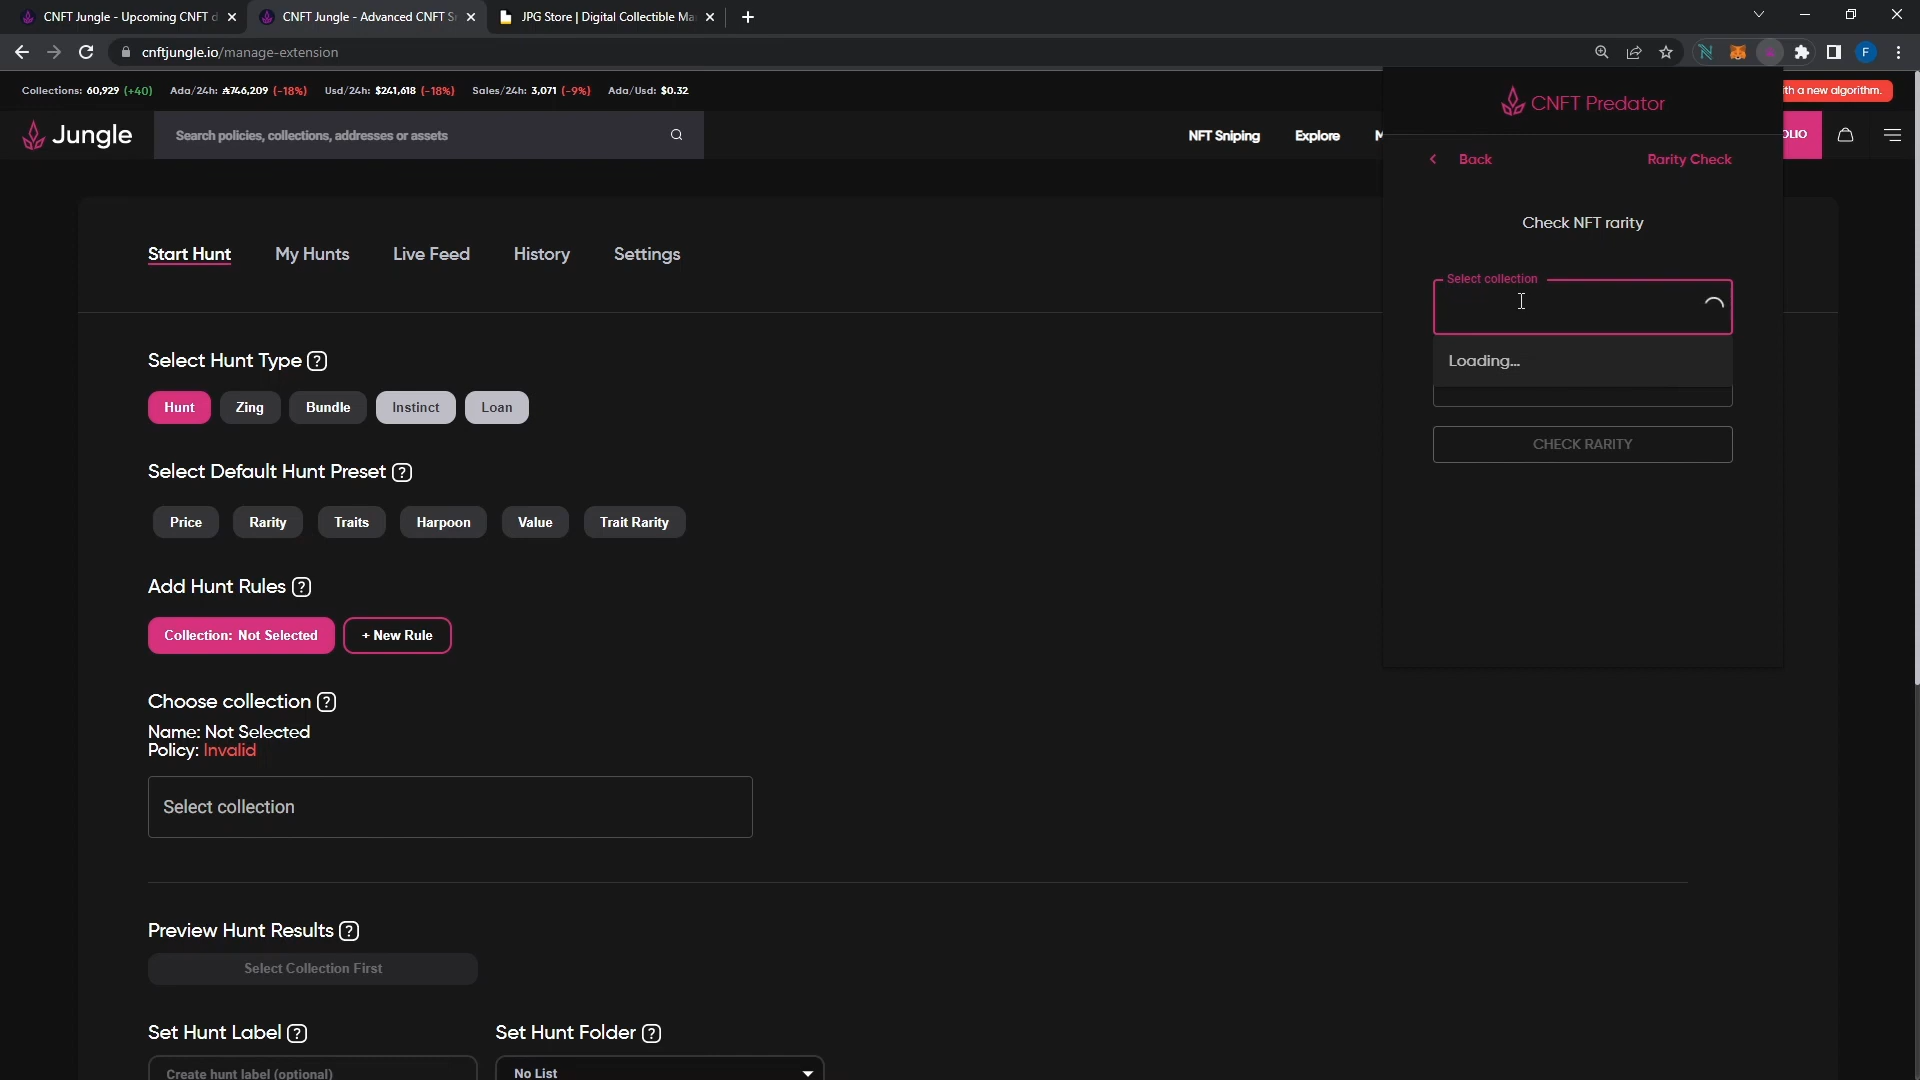 CNFT Jungle - Upcoming CNFT d
CNFT Jungle - Advanced CNFT Sr
JPG Store | Digital Collectible Ma
cnftjungle.io/manage-extension
F
Collections: 60,929 (+40) Ada/24h: ₳746,209 (-18%) Usd/24h: $241,618 (-18%) Sales/24h: 3,071 (-9%) Ada/Usd: $0.32
ith a new algorithm.
Jungle
Search policies, collections, addresses or assets
NFT Sniping Explore M
OLIO
CNFT Predator
Back
Rarity Check
Check NFT rarity
Select collection
Loading...
CHECK RARITY
Start Hunt My Hunts Live Feed History Settings
Select Hunt Type ?
Hunt Zing Bundle Instinct Loan
Select Default Hunt Preset ?
Price Rarity Traits Harpoon Value Trait Rarity
Add Hunt Rules ?
Collection: Not Selected + New Rule
Choose collection ?
Name: Not Selected
Policy: Invalid
Select collection
Preview Hunt Results ?
Select Collection First
Set Hunt Label ? Set Hunt Folder ?
Create hunt label (optional) No List